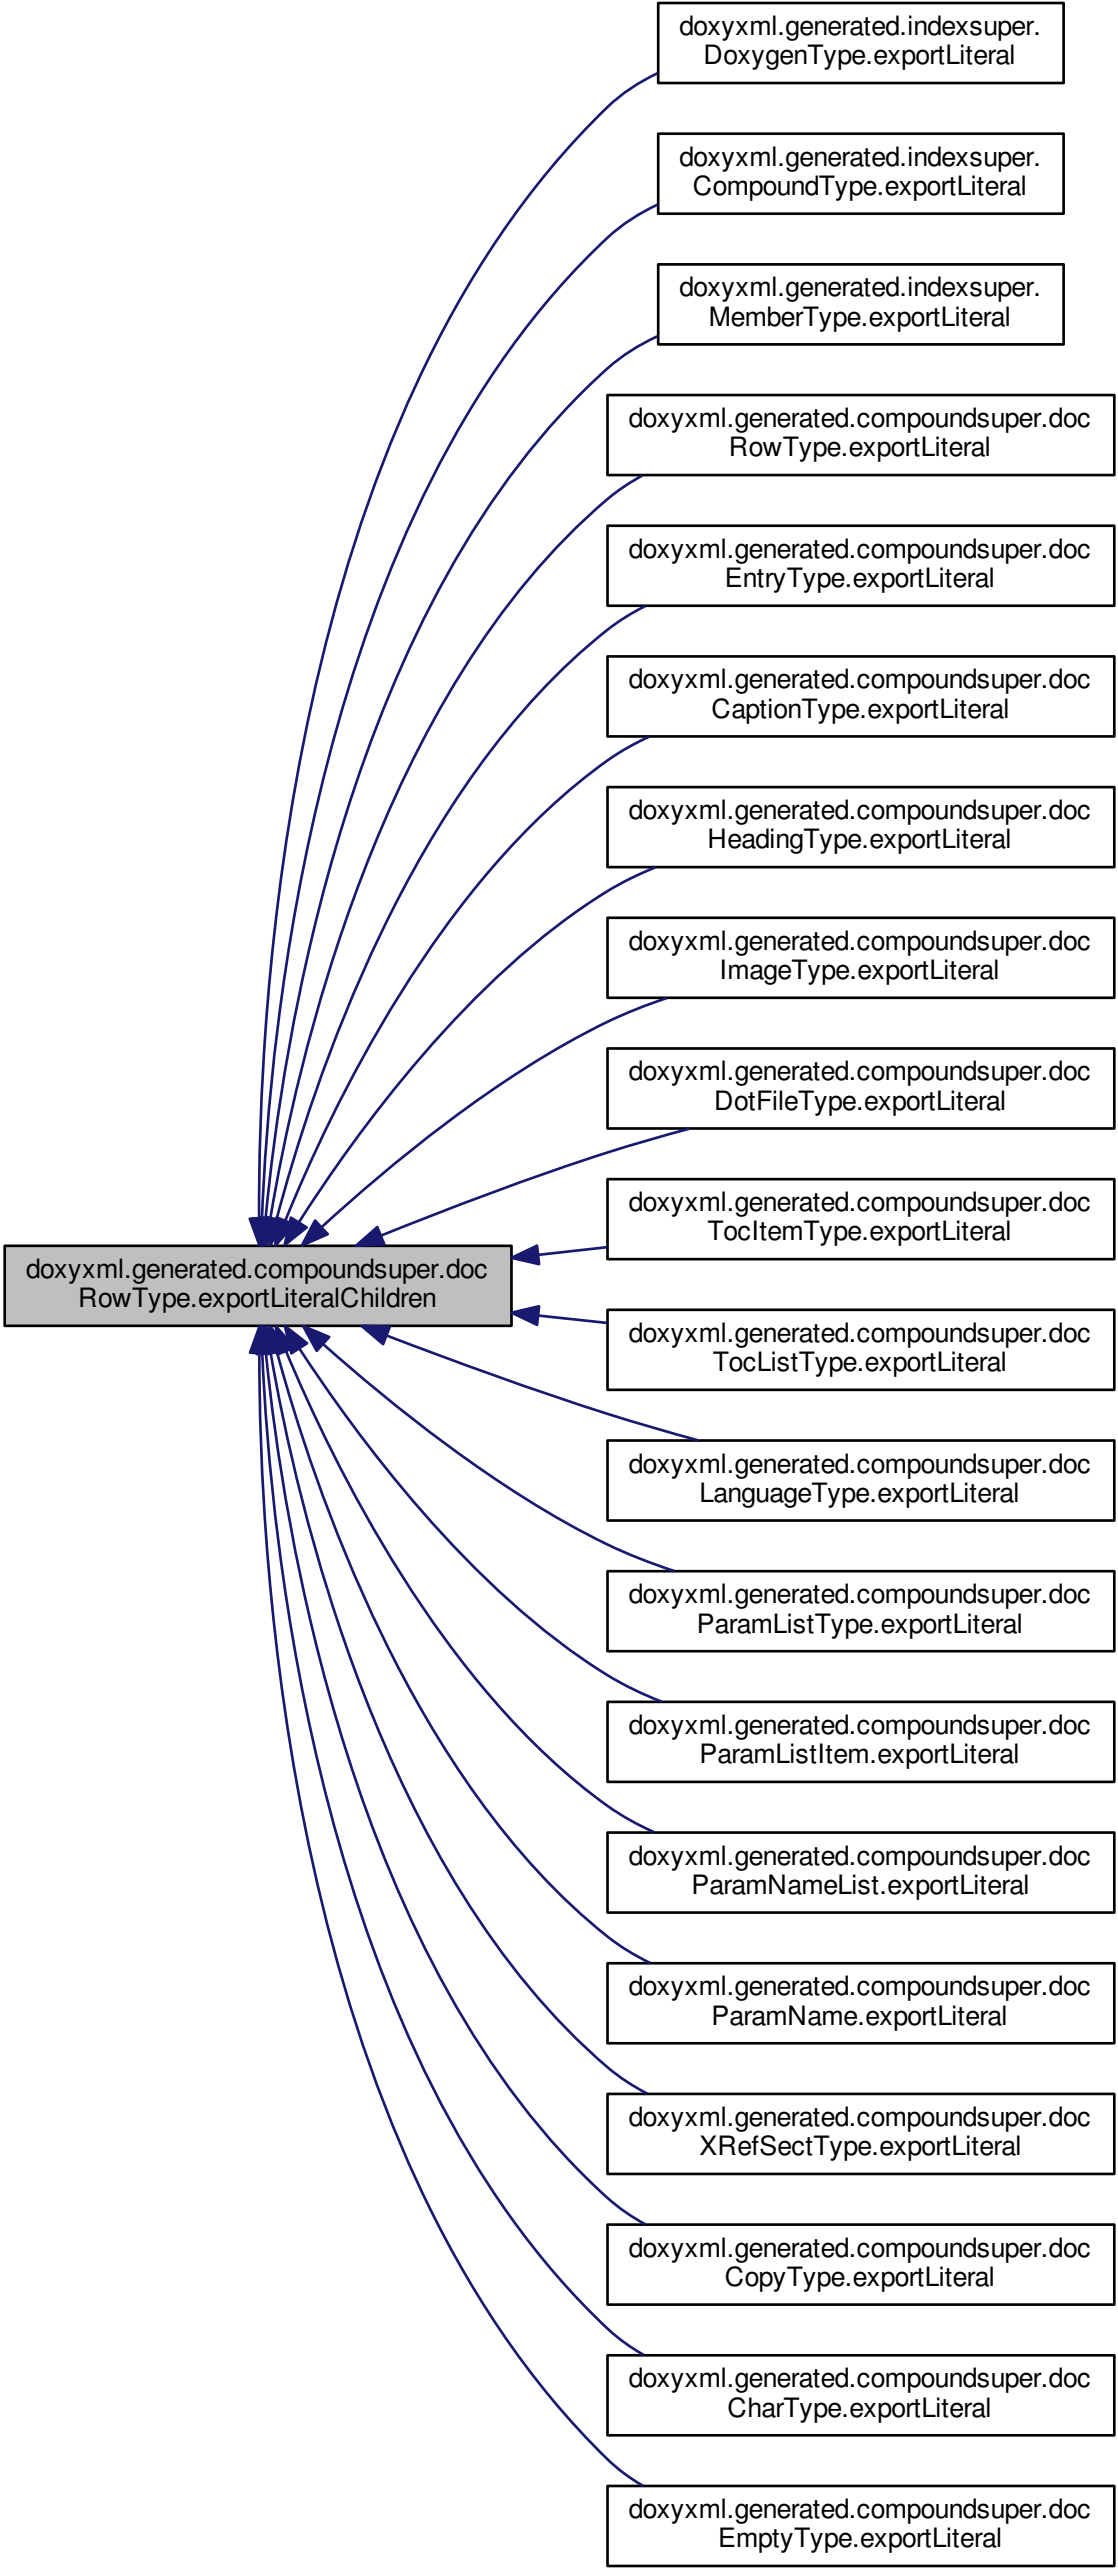 doxyxml.generated.indexsuper.
DoxygenType.exportLiteral
doxyxml.generated.indexsuper.
CompoundType.exportLiteral
doxyxml.generated.indexsuper.
MemberType.exportLiteral
doxyxml.generated.compoundsuper.doc
RowType.exportLiteral
doxyxml.generated.compoundsuper.doc
EntryType.exportLiteral
doxyxml.generated.compoundsuper.doc
CaptionType.exportLiteral
doxyxml.generated.compoundsuper.doc
HeadingType.exportLiteral
doxyxml.generated.compoundsuper.doc
ImageType.exportLiteral
doxyxml.generated.compoundsuper.doc
DotFileType.exportLiteral
doxyxml.generated.compoundsuper.doc
TocItemType.exportLiteral
doxyxml.generated.compoundsuper.doc
RowType.exportLiteralChildren
doxyxml.generated.compoundsuper.doc
TocListType.exportLiteral
doxyxml.generated.compoundsuper.doc
LanguageType.exportLiteral
doxyxml.generated.compoundsuper.doc
ParamListType.exportLiteral
doxyxml.generated.compoundsuper.doc
ParamListItem.exportLiteral
doxyxml.generated.compoundsuper.doc
ParamNameList.exportLiteral
doxyxml.generated.compoundsuper.doc
ParamName.exportLiteral
doxyxml.generated.compoundsuper.doc
XRefSectType.exportLiteral
doxyxml.generated.compoundsuper.doc
CopyType.exportLiteral
doxyxml.generated.compoundsuper.doc
CharType.exportLiteral
doxyxml.generated.compoundsuper.doc
EmptyType.exportLiteral